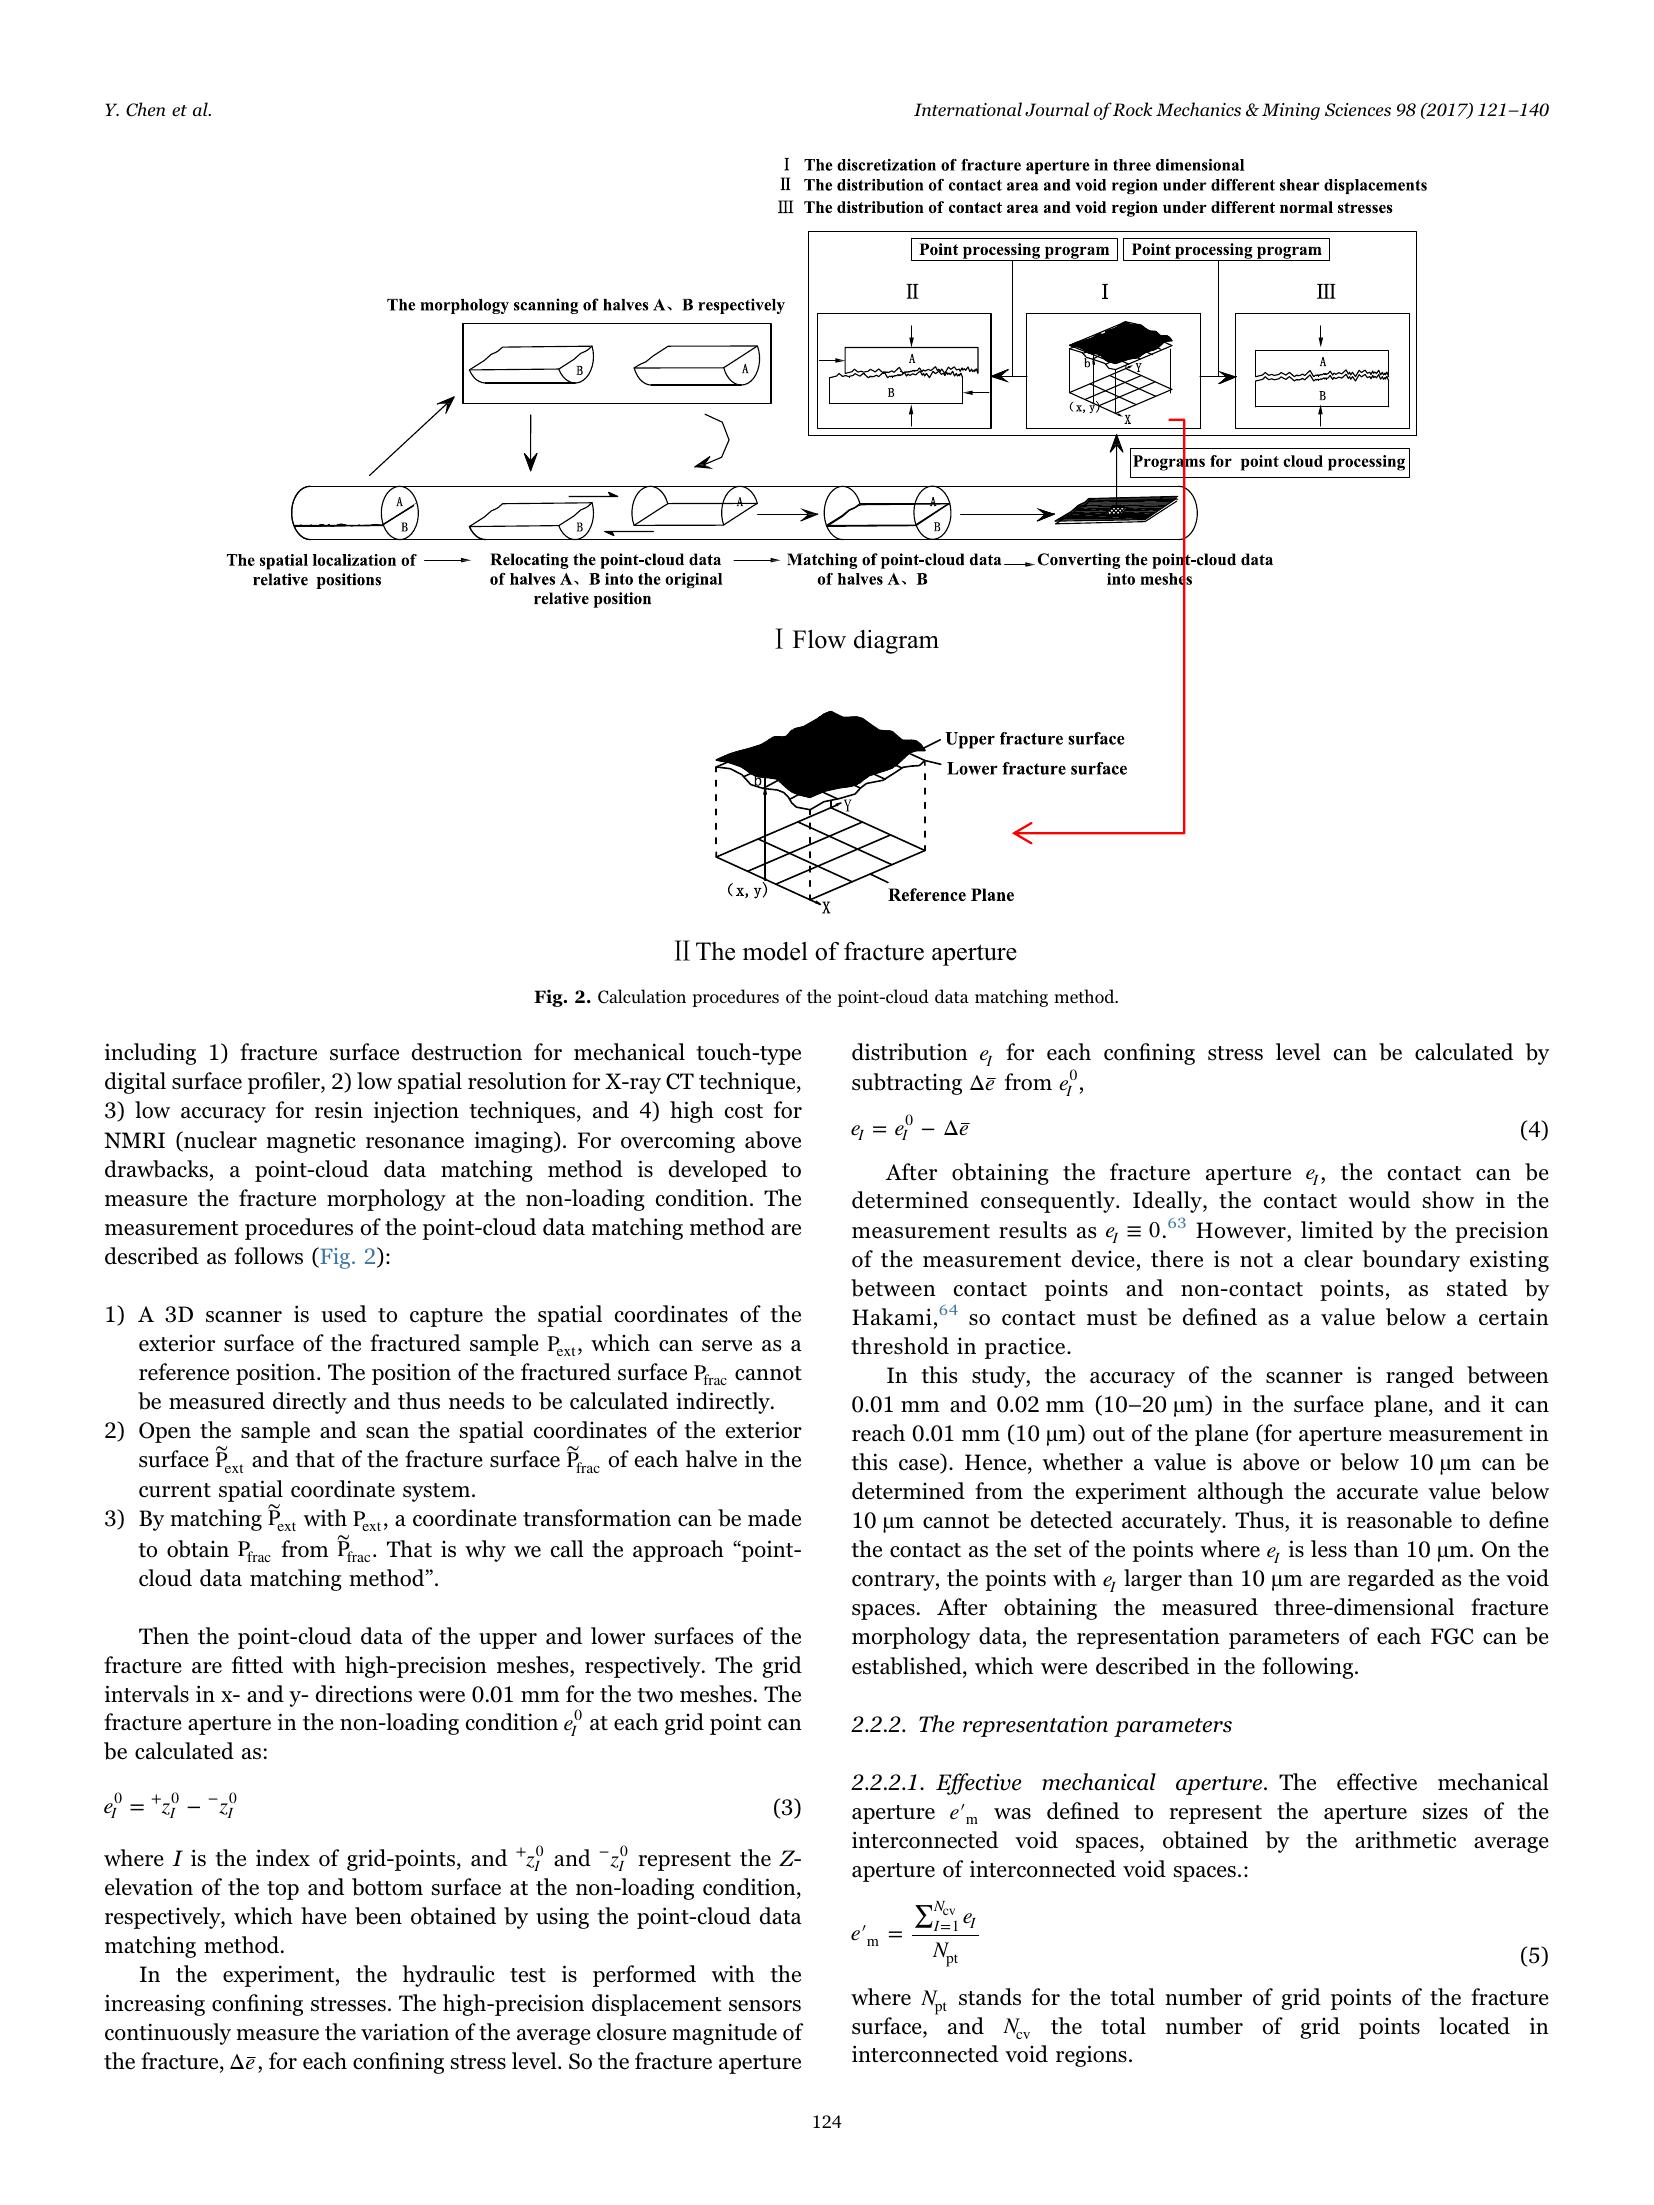 Y. Chen et al.
International Journal of Rock Mechanics & Mining Sciences 98 (2017) 121–140
Ⅰ The discretization of fracture aperture in three dimensional
Ⅱ The distribution of contact area and void region under different shear displacements
Ⅲ The distribution of contact area and void region under different normal stresses
Point processing program
Point processing program
The morphology scanning of halves A、B respectively
Ⅱ
Ⅰ
Ⅲ
B
A
A
B
b
Y
(x, y)
X
A
B
Programs for point cloud processing
A
B
B
A
A
B
The spatial localization of
relative positions
Relocating the point-cloud data
of halves A、B into the original
relative position
Matching of point-cloud data
of halves A、B
Converting the point-cloud data
into meshes
Ⅰ Flow diagram
Upper fracture surface
Lower fracture surface
b
Y
(x, y)
X
Reference Plane
Ⅱ The model of fracture aperture
Fig. 2. Calculation procedures of the point-cloud data matching method.
including 1) fracture surface destruction for mechanical touch-type
digital surface profiler, 2) low spatial resolution for X-ray CT technique,
3) low accuracy for resin injection techniques, and 4) high cost for
NMRI (nuclear magnetic resonance imaging). For overcoming above
drawbacks, a point-cloud data matching method is developed to
measure the fracture morphology at the non-loading condition. The
measurement procedures of the point-cloud data matching method are
described as follows (Fig. 2):
1) A 3D scanner is used to capture the spatial coordinates of the
exterior surface of the fractured sample P_ext, which can serve as a
reference position. The position of the fractured surface P_frac cannot
be measured directly and thus needs to be calculated indirectly.
2) Open the sample and scan the spatial coordinates of the exterior
surface P̃_ext and that of the fracture surface P̃_frac of each halve in the
current spatial coordinate system.
3) By matching P̃_ext with P_ext, a coordinate transformation can be made
to obtain P_frac from P̃_frac. That is why we call the approach “point-
cloud data matching method”.
Then the point-cloud data of the upper and lower surfaces of the
fracture are fitted with high-precision meshes, respectively. The grid
intervals in x- and y- directions were 0.01 mm for the two meshes. The
fracture aperture in the non-loading condition e_I^0 at each grid point can
be calculated as:
e_I^0 = ^+z_I^0 − ^−z_I^0 (3)
where I is the index of grid-points, and ^+z_I^0 and ^−z_I^0 represent the Z-
elevation of the top and bottom surface at the non-loading condition,
respectively, which have been obtained by using the point-cloud data
matching method.
In the experiment, the hydraulic test is performed with the
increasing confining stresses. The high-precision displacement sensors
continuously measure the variation of the average closure magnitude of
the fracture, Δē, for each confining stress level. So the fracture aperture
distribution e_I for each confining stress level can be calculated by
subtracting Δē from e_I^0,
e_I = e_I^0 − Δē (4)
After obtaining the fracture aperture e_I, the contact can be
determined consequently. Ideally, the contact would show in the
measurement results as e_I ≡ 0.^63 However, limited by the precision
of the measurement device, there is not a clear boundary existing
between contact points and non-contact points, as stated by
Hakami,^64 so contact must be defined as a value below a certain
threshold in practice.
In this study, the accuracy of the scanner is ranged between
0.01 mm and 0.02 mm (10–20 µm) in the surface plane, and it can
reach 0.01 mm (10 µm) out of the plane (for aperture measurement in
this case). Hence, whether a value is above or below 10 µm can be
determined from the experiment although the accurate value below
10 µm cannot be detected accurately. Thus, it is reasonable to define
the contact as the set of the points where e_I is less than 10 µm. On the
contrary, the points with e_I larger than 10 µm are regarded as the void
spaces. After obtaining the measured three-dimensional fracture
morphology data, the representation parameters of each FGC can be
established, which were described in the following.
2.2.2. The representation parameters
2.2.2.1. Effective mechanical aperture. The effective mechanical
aperture e′_m was defined to represent the aperture sizes of the
interconnected void spaces, obtained by the arithmetic average
aperture of interconnected void spaces.:
e′_m = ∑_{I=1}^{N_cv} e_I / N_pt (5)
where N_pt stands for the total number of grid points of the fracture
surface, and N_cv the total number of grid points located in
interconnected void regions.
124